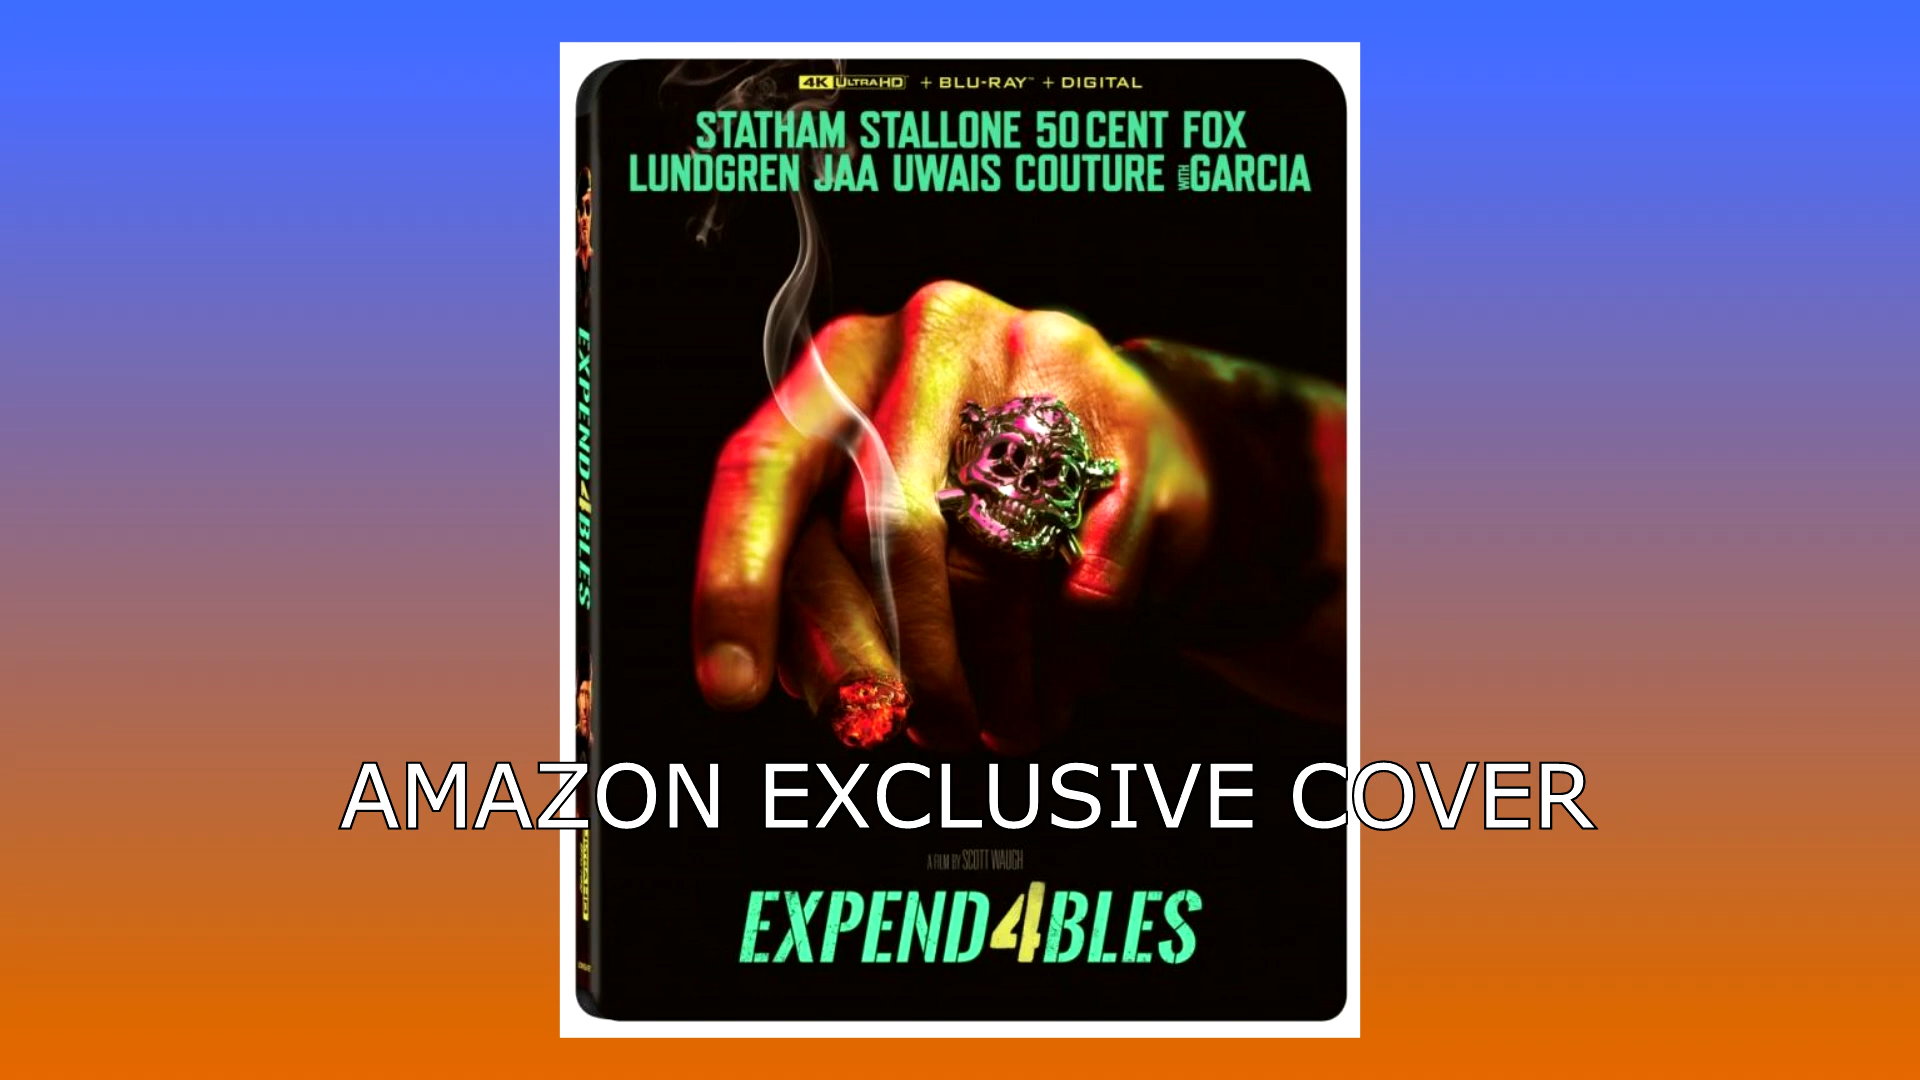 4K ULTRA HD + BLU-RAY™ + DIGITAL
STATHAM STALLONE 50 CENT FOX
LUNDGREN JAA UWAIS COUTURE WITH GARCIA
EXPEND4BLES
AMAZON EXCLUSIVE COVER
A FILM BY SCOTT WAUGH
EXPEND4BLES